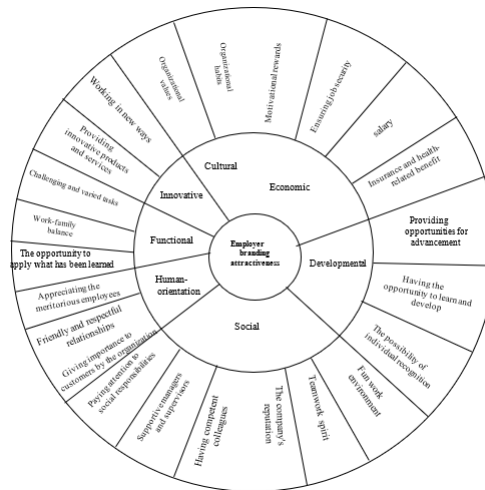 Employer
branding
attractiveness
Cultural
Economic
Developmental
Social
Human-
orientation
Functional
Innovative
Organizational
values
Organizational
habits
Motivational rewards
Ensuring job security
salary
Insurance and health-
related benefit
Providing
opportunities for
advancement
Having the
opportunity to learn and
develop
The possibility of
individual recognition
Fun work
environment
Teamwork spirit
The company's
reputation
Having competent
colleagues
Supportive managers
and supervisors
Paying attention to
social responsibilities
Giving importance to
customers by the organization
Friendly and respectful
relationships
Appreciating the
meritorious employees
The opportunity to
apply what has been learned
Work-family
balance
Challenging and varied tasks
Providing
innovative products
and services
Working in new ways